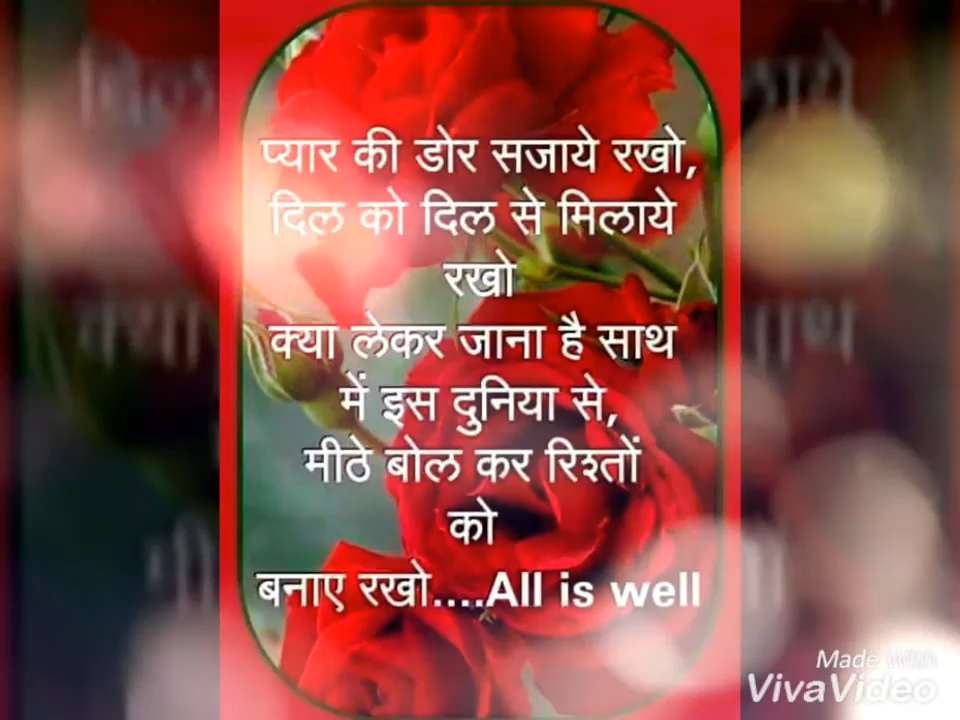 प्यार की डोर सजाये रखो,
दिल को दिल से मिलाये
रखो
क्या लेकर जाना है साथ
में इस दुनिया से,
मीठे बोल कर रिश्तों
को
बनाए रखो....All is well
Made With
VivaVideo